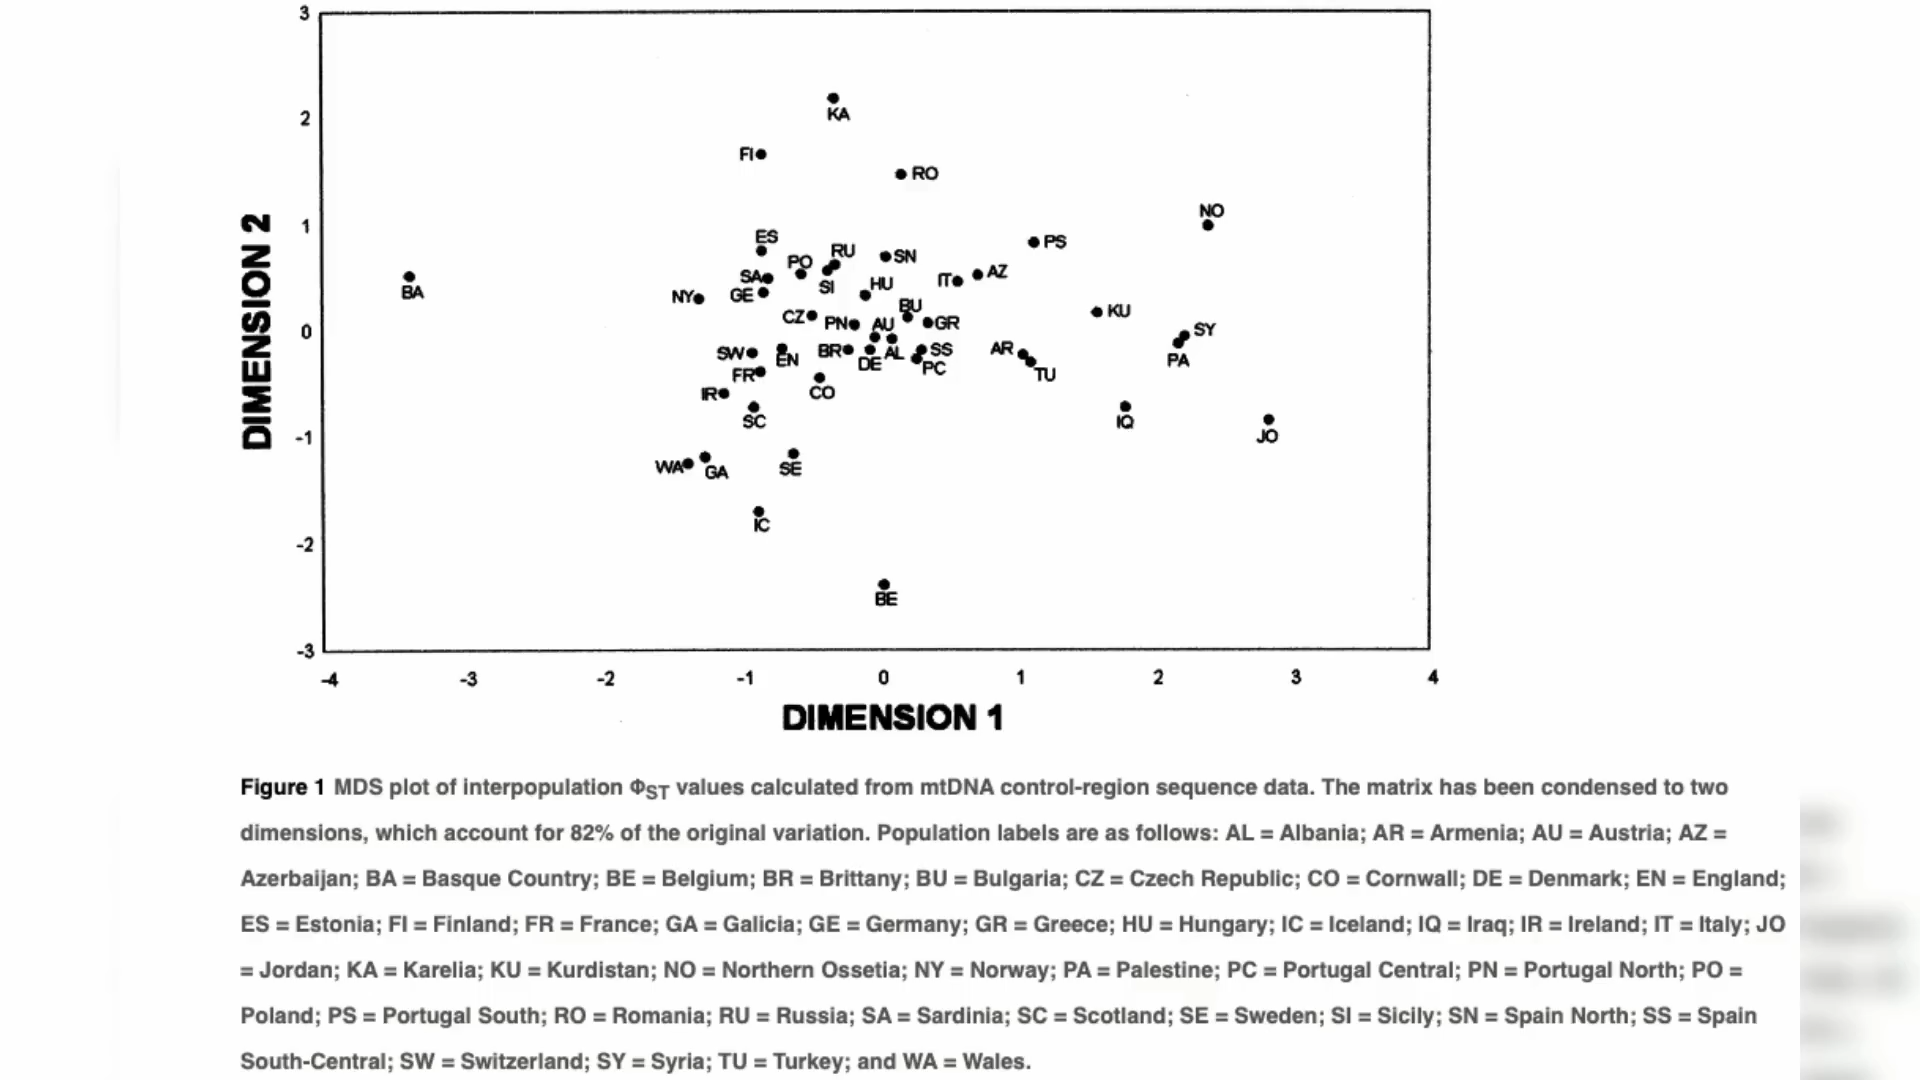 3
KA
2
FI
RO
NO
1
ES
PS
RU
SN
PO
AZ
SA
IT
BA
SI
HU
NY
GE
BU
KU
CZ
PN
AU
GR
0
SY
SW
EN
BR
DE
AL
SS
AR
PA
FR
PC
TU
IR
CO
SC
IQ
-1
JO
WA
GA
SE
IC
-2
BE
-3
-4 -3 -2 -1 0 1 2 3 4
DIMENSION 2
DIMENSION 1
Figure 1 MDS plot of interpopulation ΦST values calculated from mtDNA control-region sequence data. The matrix has been condensed to two
dimensions, which account for 82% of the original variation. Population labels are as follows: AL = Albania; AR = Armenia; AU = Austria; AZ =
Azerbaijan; BA = Basque Country; BE = Belgium; BR = Brittany; BU = Bulgaria; CZ = Czech Republic; CO = Cornwall; DE = Denmark; EN = England;
ES = Estonia; FI = Finland; FR = France; GA = Galicia; GE = Germany; GR = Greece; HU = Hungary; IC = Iceland; IQ = Iraq; IR = Ireland; IT = Italy; JO
= Jordan; KA = Karelia; KU = Kurdistan; NO = Northern Ossetia; NY = Norway; PA = Palestine; PC = Portugal Central; PN = Portugal North; PO =
Poland; PS = Portugal South; RO = Romania; RU = Russia; SA = Sardinia; SC = Scotland; SE = Sweden; SI = Sicily; SN = Spain North; SS = Spain
South-Central; SW = Switzerland; SY = Syria; TU = Turkey; and WA = Wales.